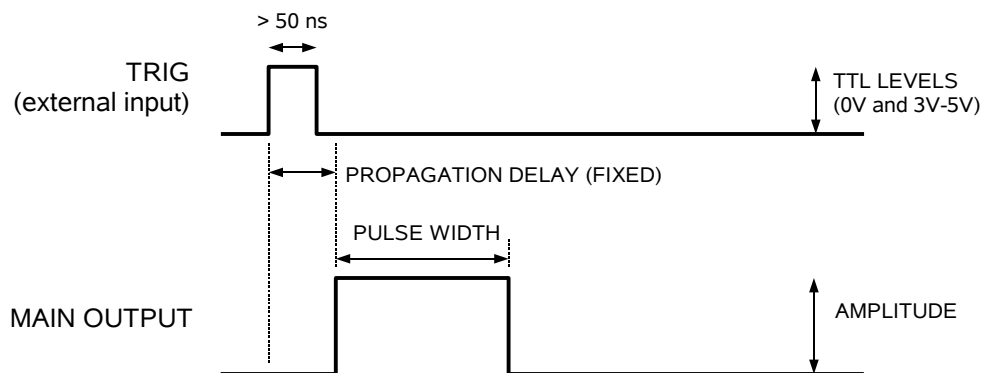 > 50 ns
TRIG
(external input)
TTL LEVELS
(0V and 3V-5V)
PROPAGATION DELAY (FIXED)
PULSE WIDTH
MAIN OUTPUT
AMPLITUDE